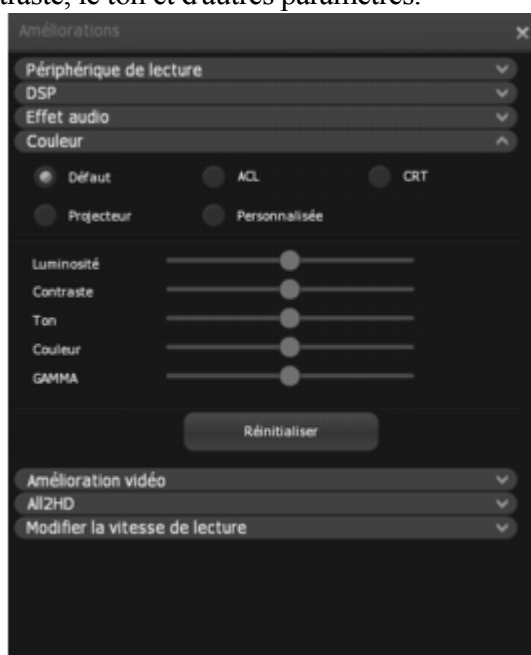 le ton et d'autres paramètres.
Améliorations
Périphérique de lecture
DSP
Effet audio
Couleur
Défaut ACL CRT
Projecteur Personnalisée
Luminosité
Contraste
Ton
Couleur
GAMMA
Réinitialiser
Amélioration vidéo
All2HD
Modifier la vitesse de lecture